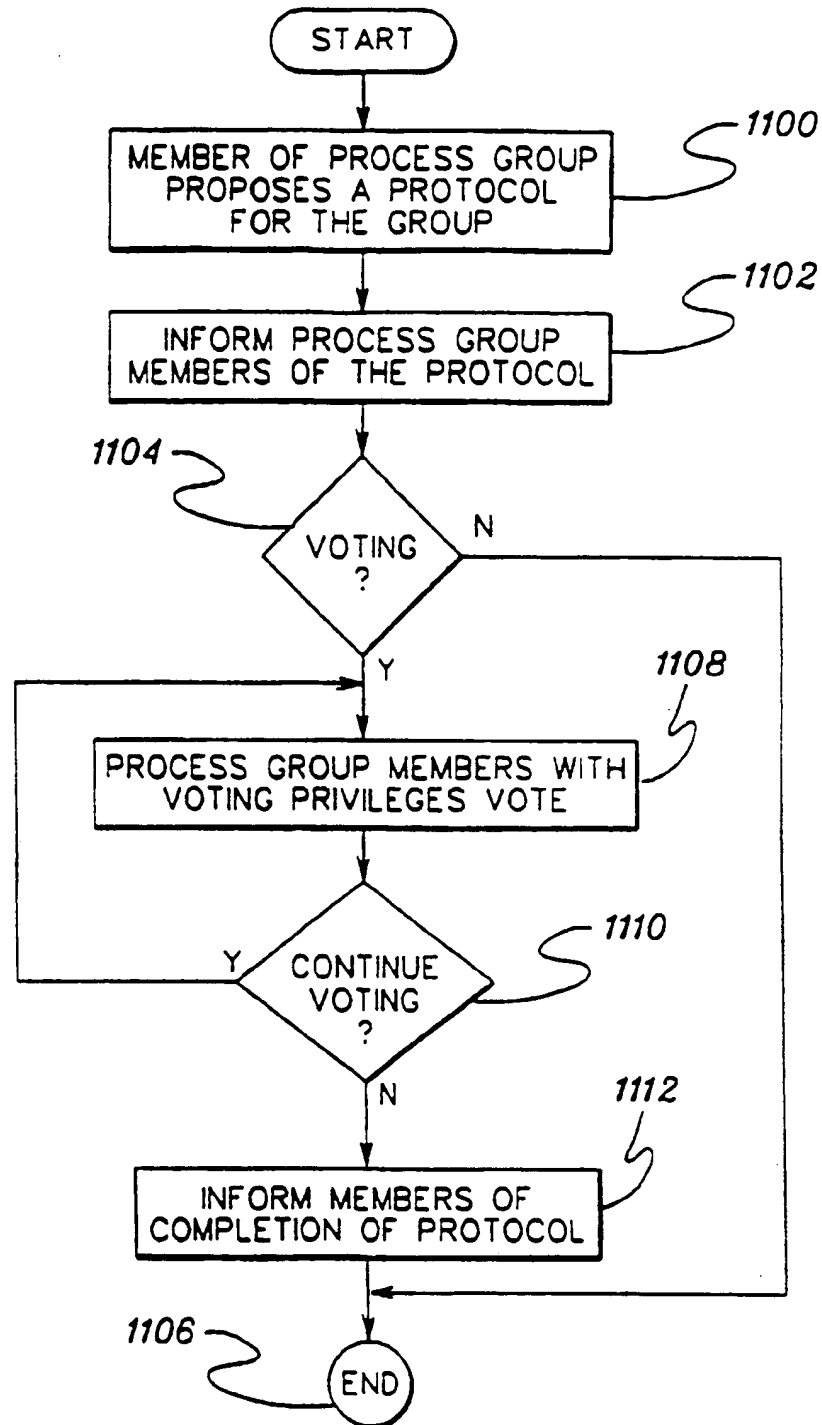 START
1100
MEMBER OF PROCESS GROUP
PROPOSES A PROTOCOL
FOR THE GROUP
1102
INFORM PROCESS GROUP
MEMBERS OF THE PROTOCOL
1104
VOTING
?
N
Y
1108
PROCESS GROUP MEMBERS WITH
VOTING PRIVILEGES VOTE
1110
Y
CONTINUE
VOTING
?
N
1112
INFORM MEMBERS OF
COMPLETION OF PROTOCOL
1106
END